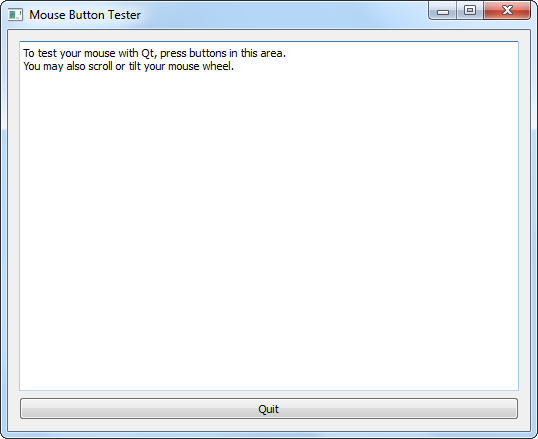 Mouse Button Tester
To test your mouse with Qt, press buttons in this area.
You may also scroll or tilt your mouse wheel.
Quit